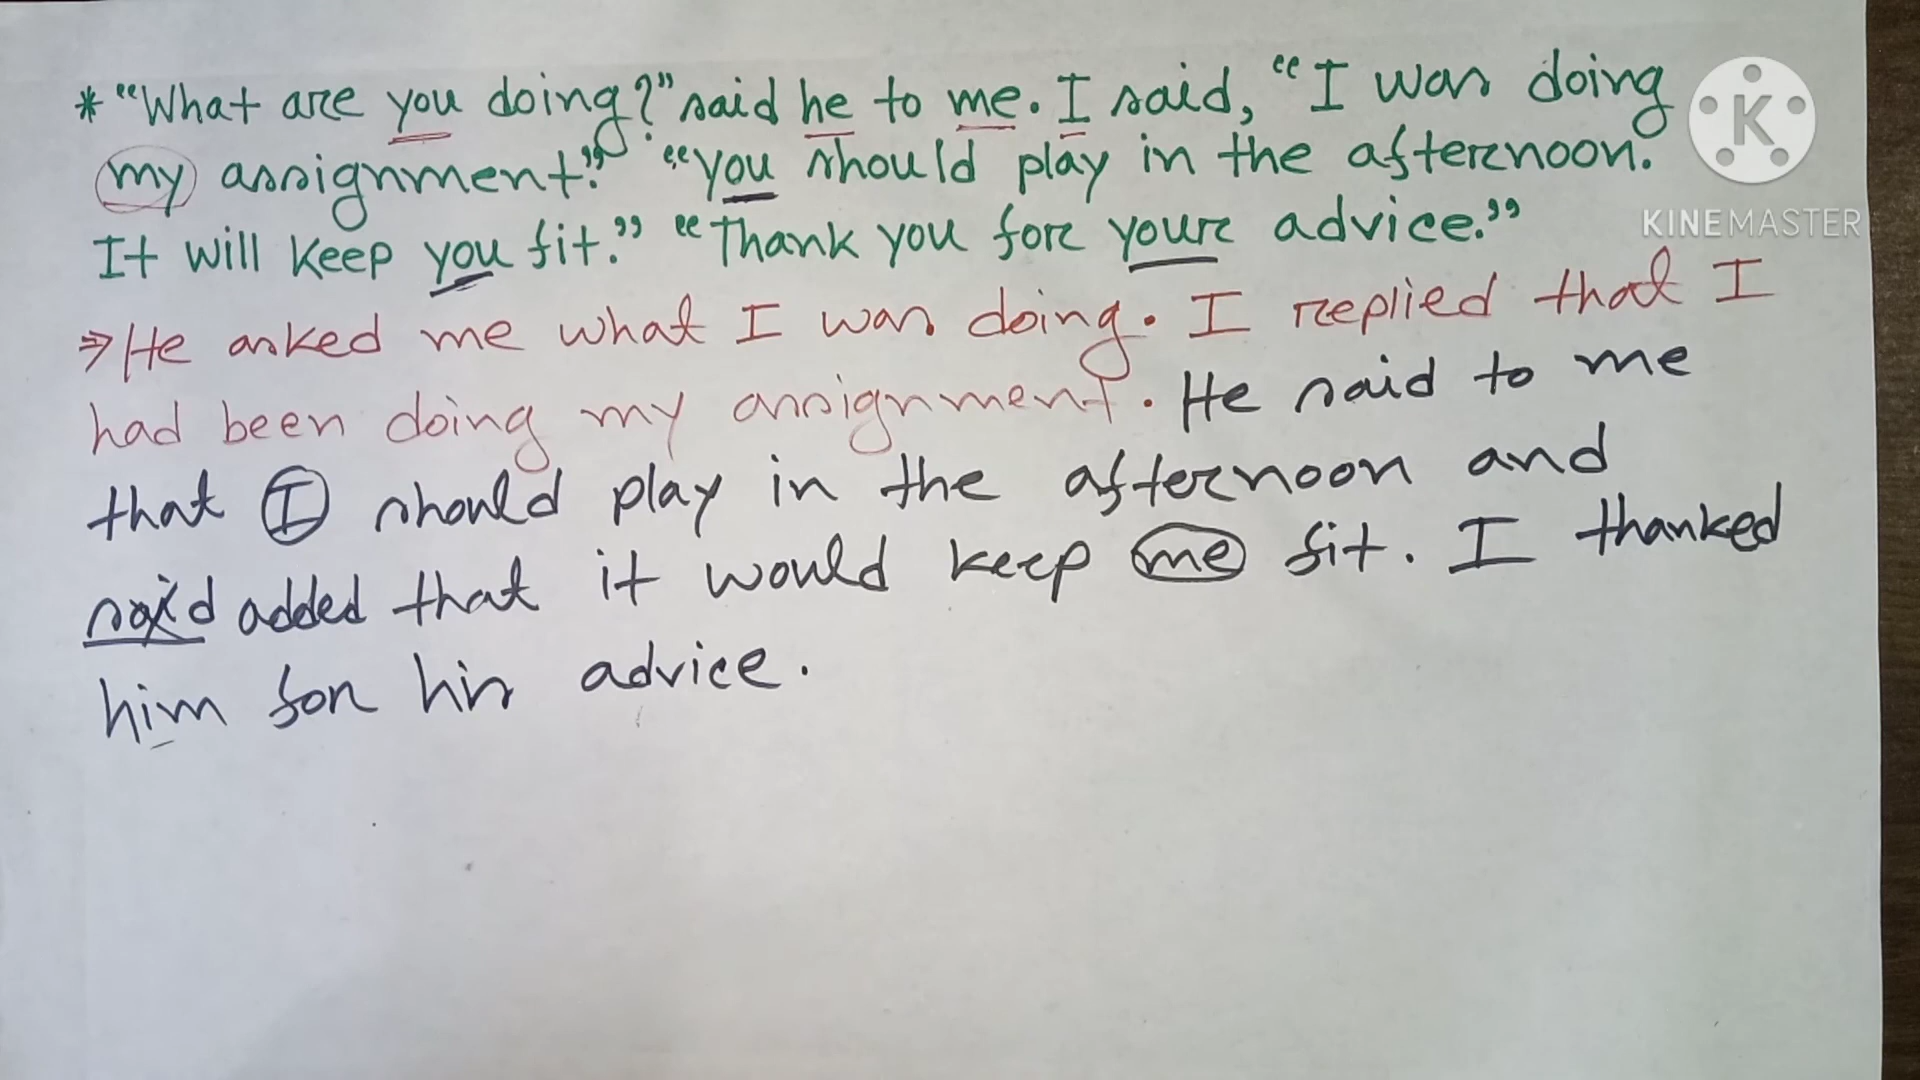 * "What are you doing?" said he to me. I said, "I was doing
my assignment." "you should play in the afternoon.
It will keep you fit." "Thank you for your advice."
⇒ He asked me what I was doing. I replied that I
had been doing my assignment. He said to me
that I should play in the afternoon and
said added that it would keep me fit. I thanked
him for his advice.
K
KINEMASTER